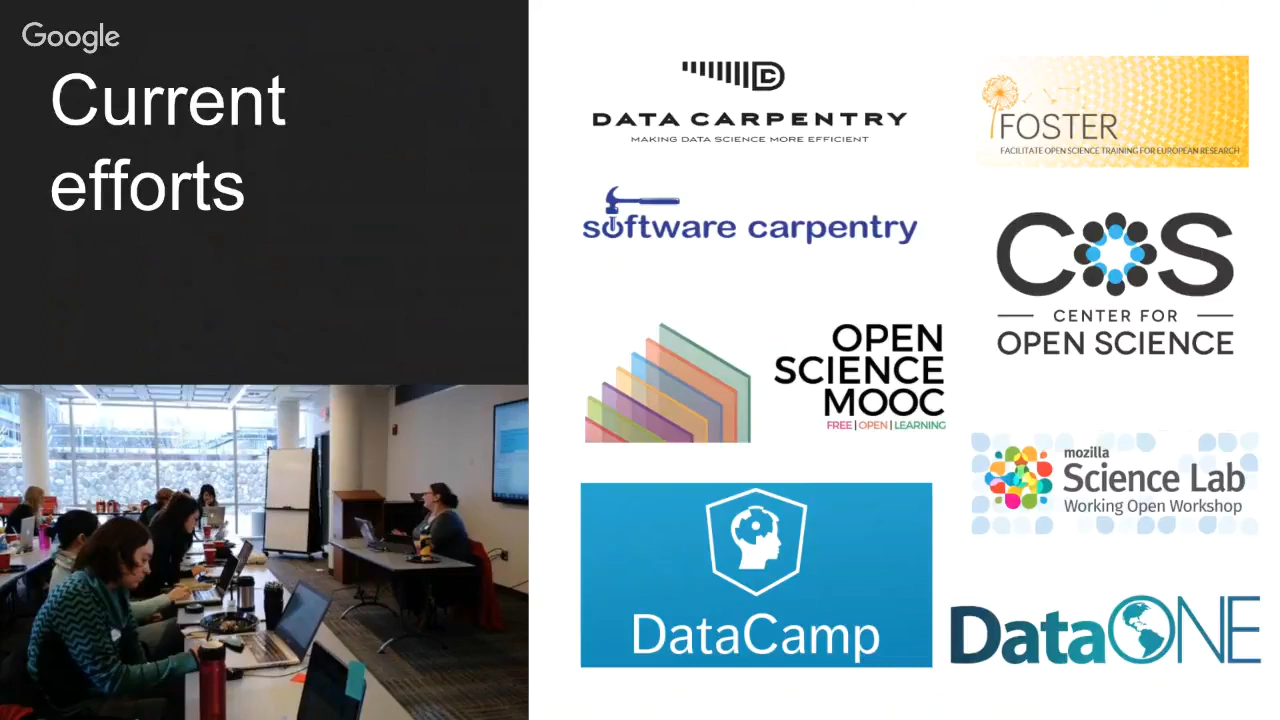 Google
Current
efforts
DATA CARPENTRY
MAKING DATA SCIENCE MORE EFFICIENT
FOSTER
FACILITATE OPEN SCIENCE TRAINING FOR EUROPEAN RESEARCH
software carpentry
COS
CENTER FOR
OPEN SCIENCE
OPEN
SCIENCE
MOOC
FREE | OPEN | LEARNING
mozilla
Science Lab
Working Open Workshop
DataCamp
DataONE